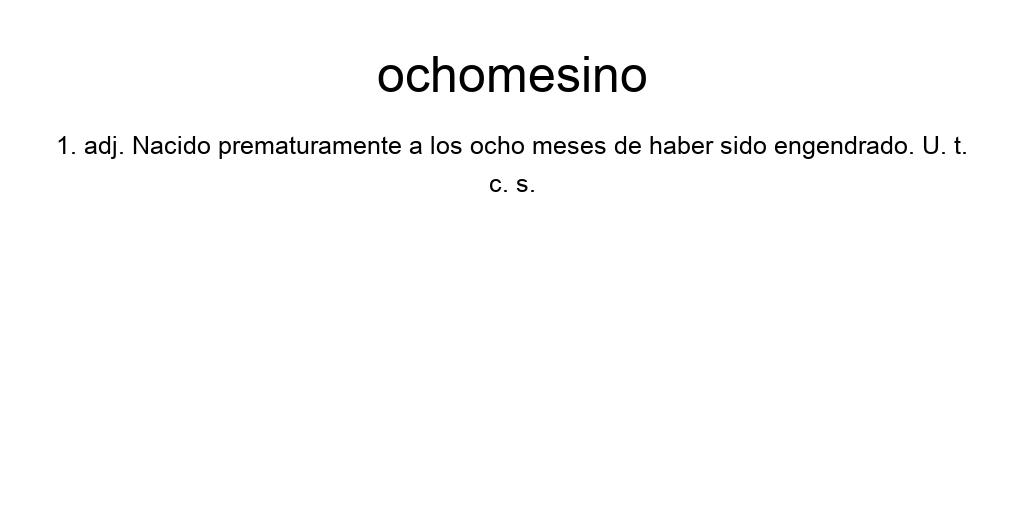 ochomesino
1. adj. Nacido prematuramente a los ocho meses de haber sido engendrado. U. t.
c. s.